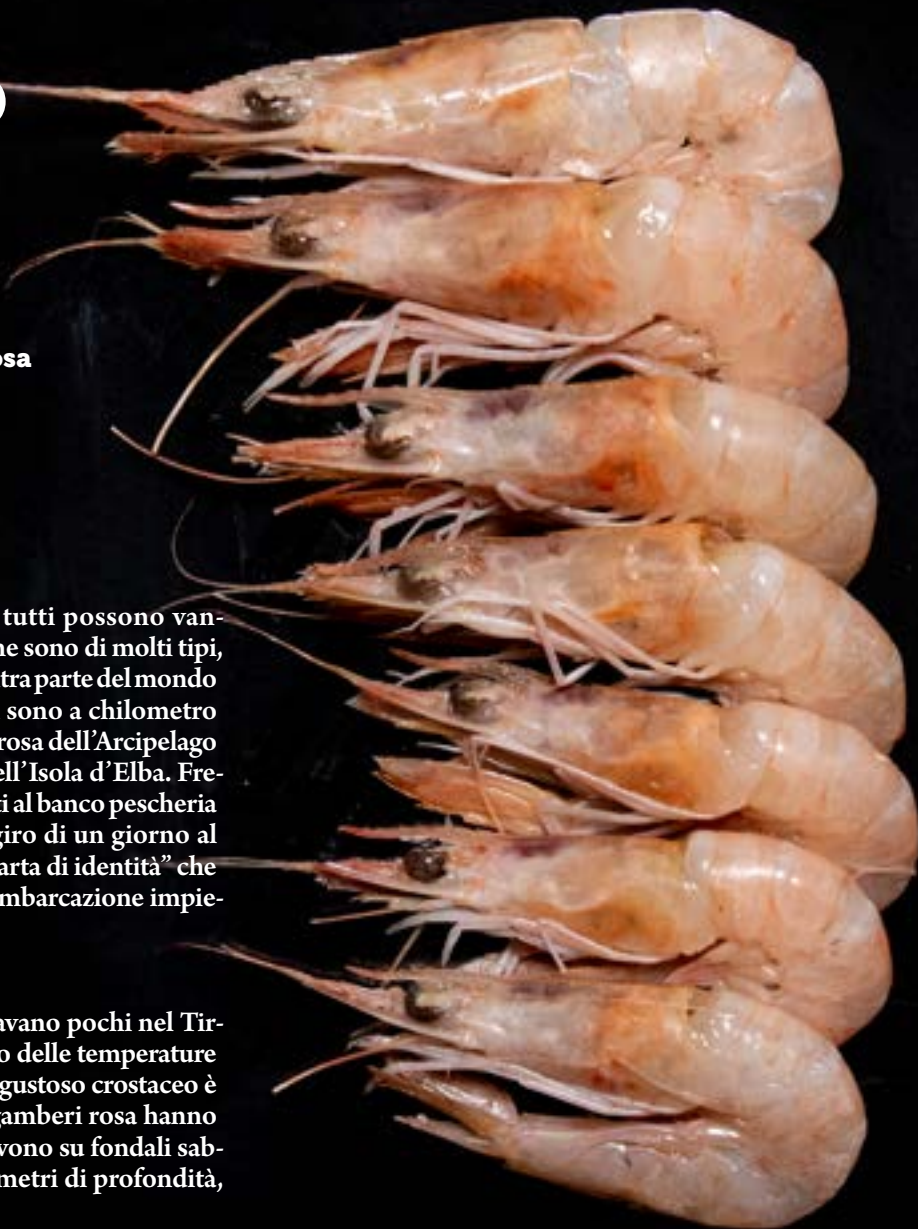 osa
tutti possono van-
ne sono di molti tipi,
tra parte del mondo
sono a chilometro
rosa dell’Arcipelago
ell’Isola d’Elba. Fre-
ti al banco pescheria
giro di un giorno al
arta di identità” che
mbarcazione impie-
avano pochi nel Tir-
o delle temperature
gustoso crostaceo è
gamberi rosa hanno
vono su fondali sab-
metri di profondità,